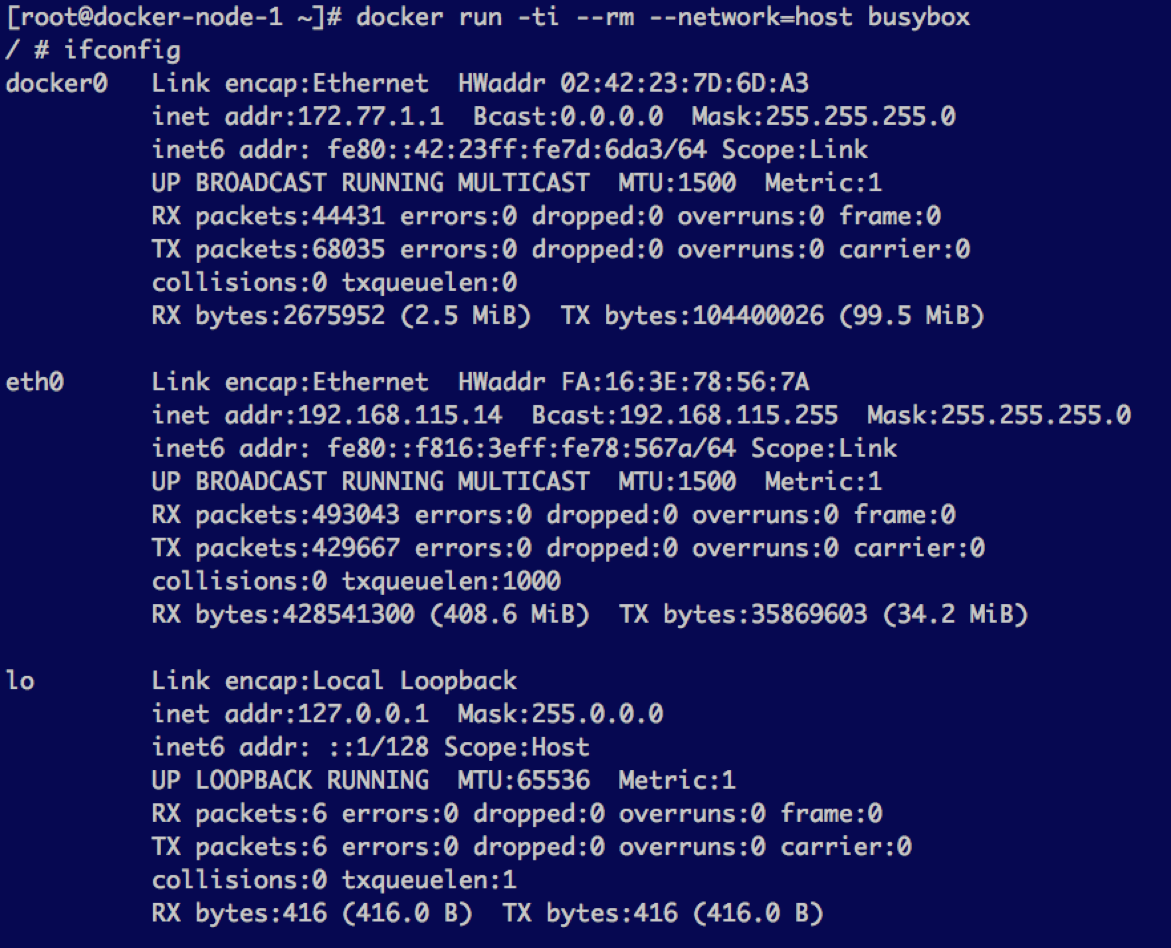 [root@docker-node-1 ~]# docker run -ti --rm --network=host busybox
/ # ifconfig
docker0   Link encap:Ethernet  HWaddr 02:42:23:7D:6D:A3
          inet addr:172.77.1.1  Bcast:0.0.0.0  Mask:255.255.255.0
          inet6 addr: fe80::42:23ff:fe7d:6da3/64 Scope:Link
          UP BROADCAST RUNNING MULTICAST  MTU:1500  Metric:1
          RX packets:44431 errors:0 dropped:0 overruns:0 frame:0
          TX packets:68035 errors:0 dropped:0 overruns:0 carrier:0
          collisions:0 txqueuelen:0
          RX bytes:2675952 (2.5 MiB)  TX bytes:104400026 (99.5 MiB)

eth0      Link encap:Ethernet  HWaddr FA:16:3E:78:56:7A
          inet addr:192.168.115.14  Bcast:192.168.115.255  Mask:255.255.255.0
          inet6 addr: fe80::f816:3eff:fe78:567a/64 Scope:Link
          UP BROADCAST RUNNING MULTICAST  MTU:1500  Metric:1
          RX packets:493043 errors:0 dropped:0 overruns:0 frame:0
          TX packets:429667 errors:0 dropped:0 overruns:0 carrier:0
          collisions:0 txqueuelen:1000
          RX bytes:428541300 (408.6 MiB)  TX bytes:35869603 (34.2 MiB)

lo        Link encap:Local Loopback
          inet addr:127.0.0.1  Mask:255.0.0.0
          inet6 addr: ::1/128 Scope:Host
          UP LOOPBACK RUNNING  MTU:65536  Metric:1
          RX packets:6 errors:0 dropped:0 overruns:0 frame:0
          TX packets:6 errors:0 dropped:0 overruns:0 carrier:0
          collisions:0 txqueuelen:1
          RX bytes:416 (416.0 B)  TX bytes:416 (416.0 B)